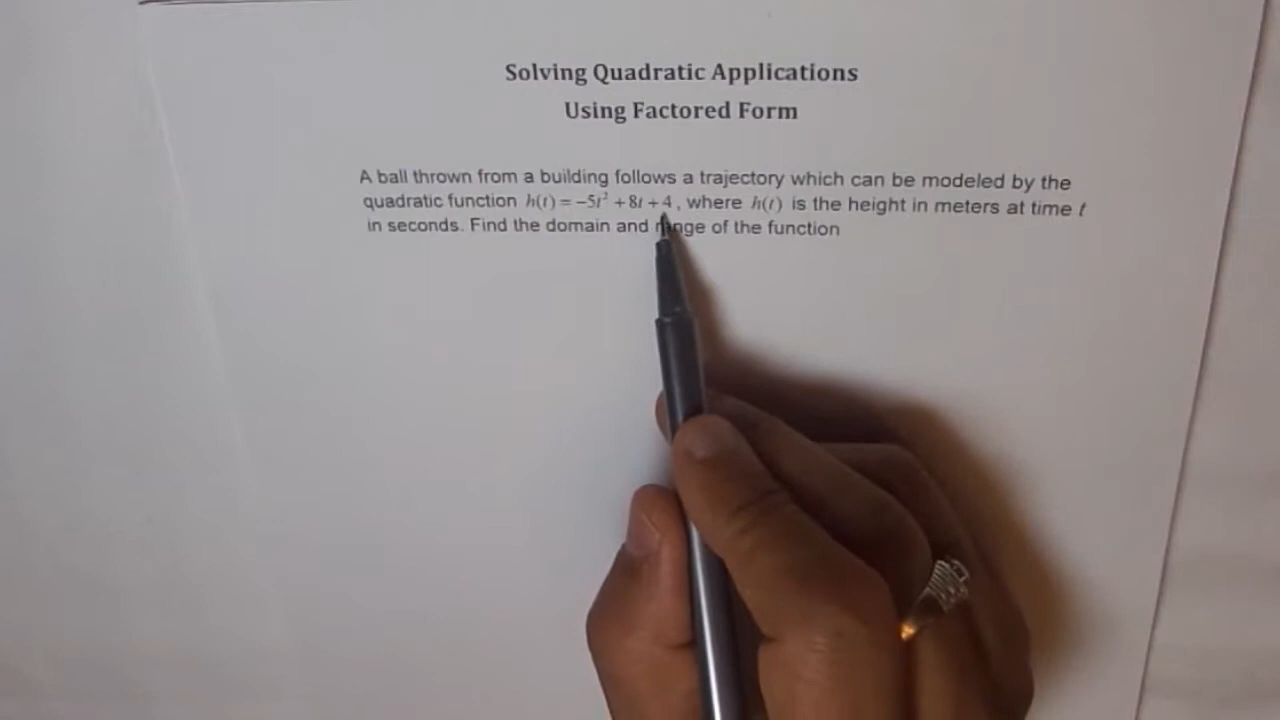 Solving Quadratic Applications
Using Factored Form
A ball thrown from a building follows a trajectory which can be modeled by the
quadratic function h(t) = −5t² + 8t + 4, where h(t) is the height in meters at time t
in seconds. Find the domain and range of the function